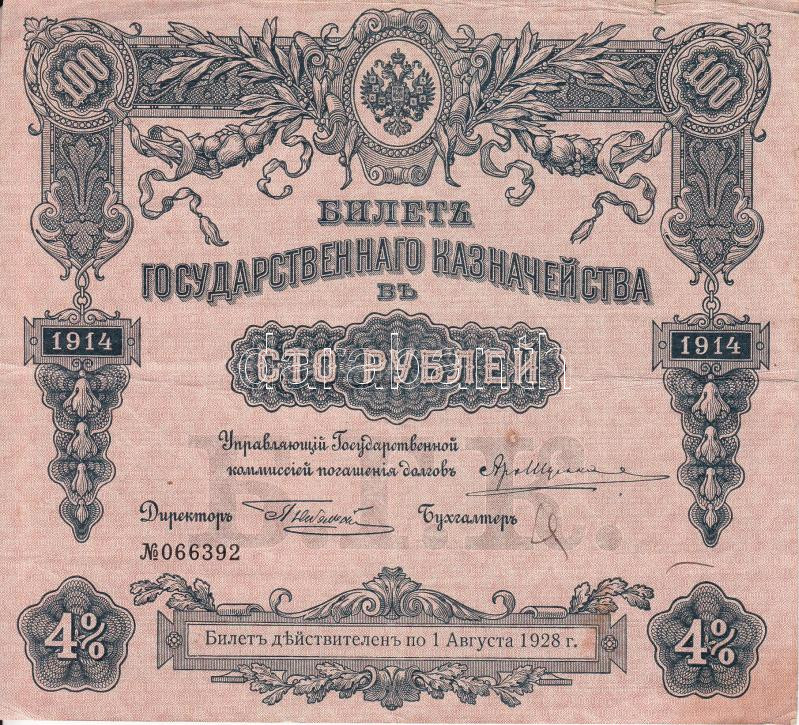 100 100
БИЛЕТЪ
ГОСУДАРСТВЕННАГО КАЗНАЧЕЙСТВА
ВЪ
1914 1914
СТО РУБЛЕЙ
darabanth
Управляющій Государственной
коммиссіей погашенія долговъ
Директоръ Бухгалтеръ
№066392
4% 4%
Билетъ дѣйствителенъ по 1 Августа 1928 г.